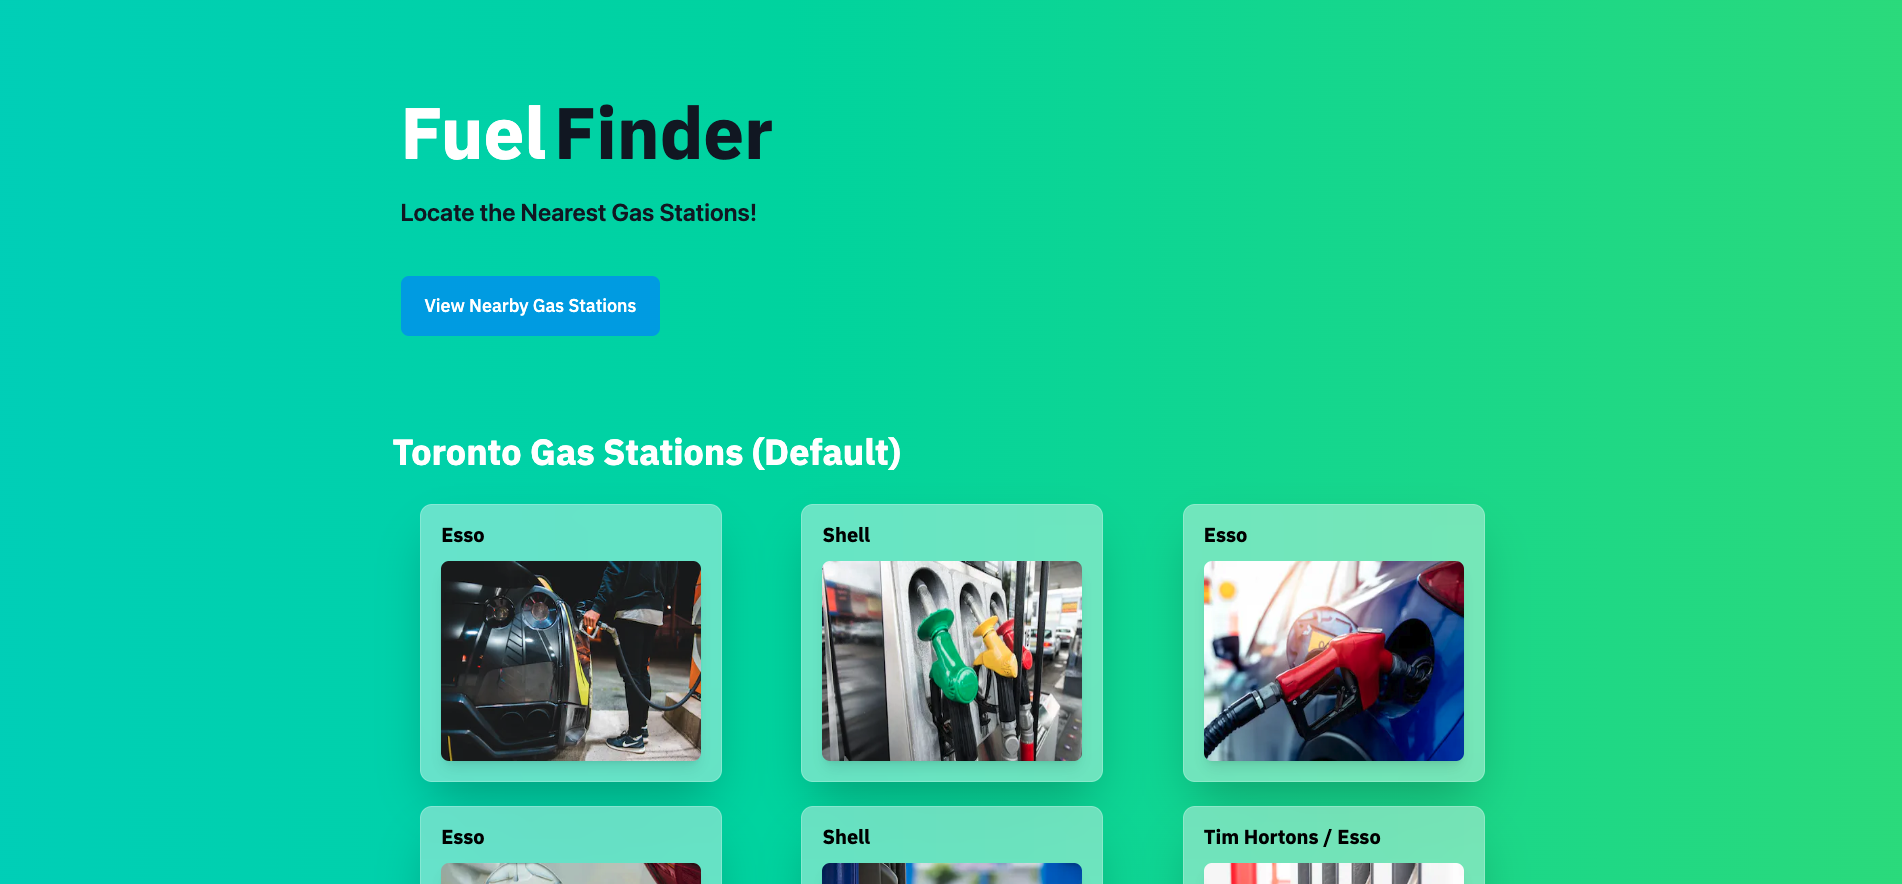 Fuel Finder
Locate the Nearest Gas Stations!
View Nearby Gas Stations
Toronto Gas Stations (Default)
Esso
Shell
Esso
Esso
Shell
Tim Hortons / Esso